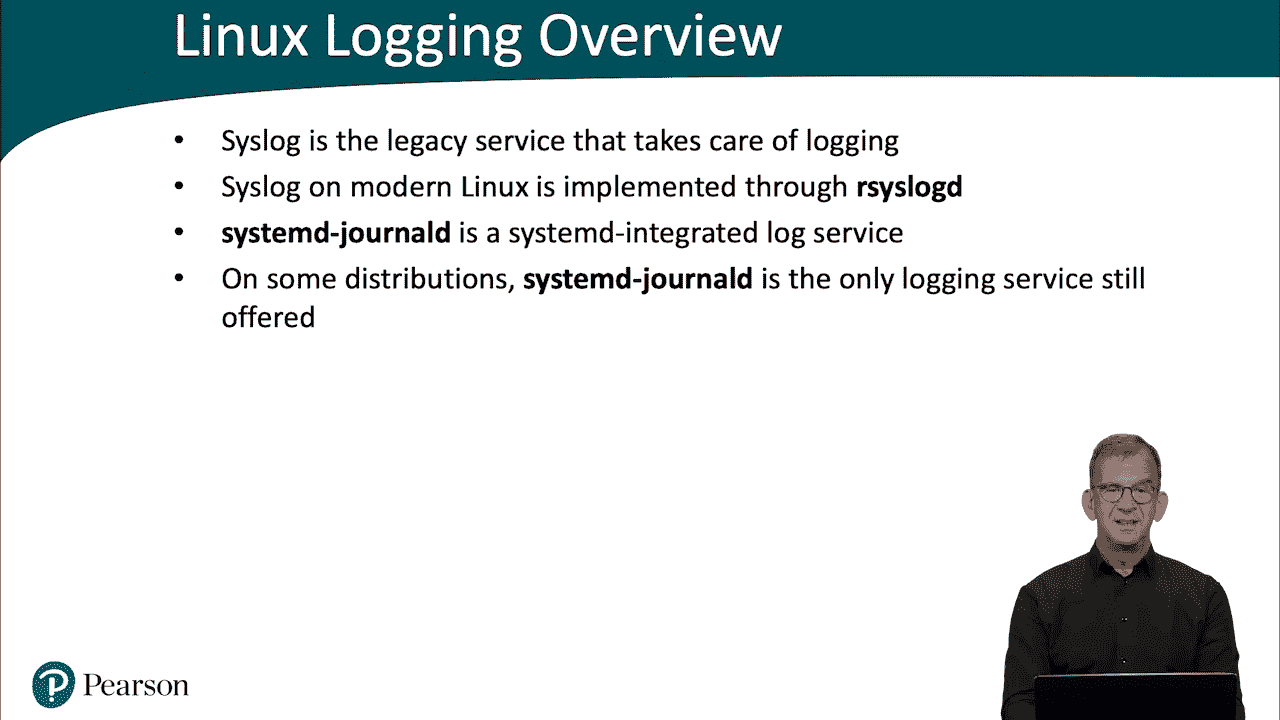 Linux Logging Overview
• Syslog is the legacy service that takes care of logging
• Syslog on modern Linux is implemented through rsyslogd
• systemd-journald is a systemd-integrated log service
• On some distributions, systemd-journald is the only logging service still
offered
Pearson